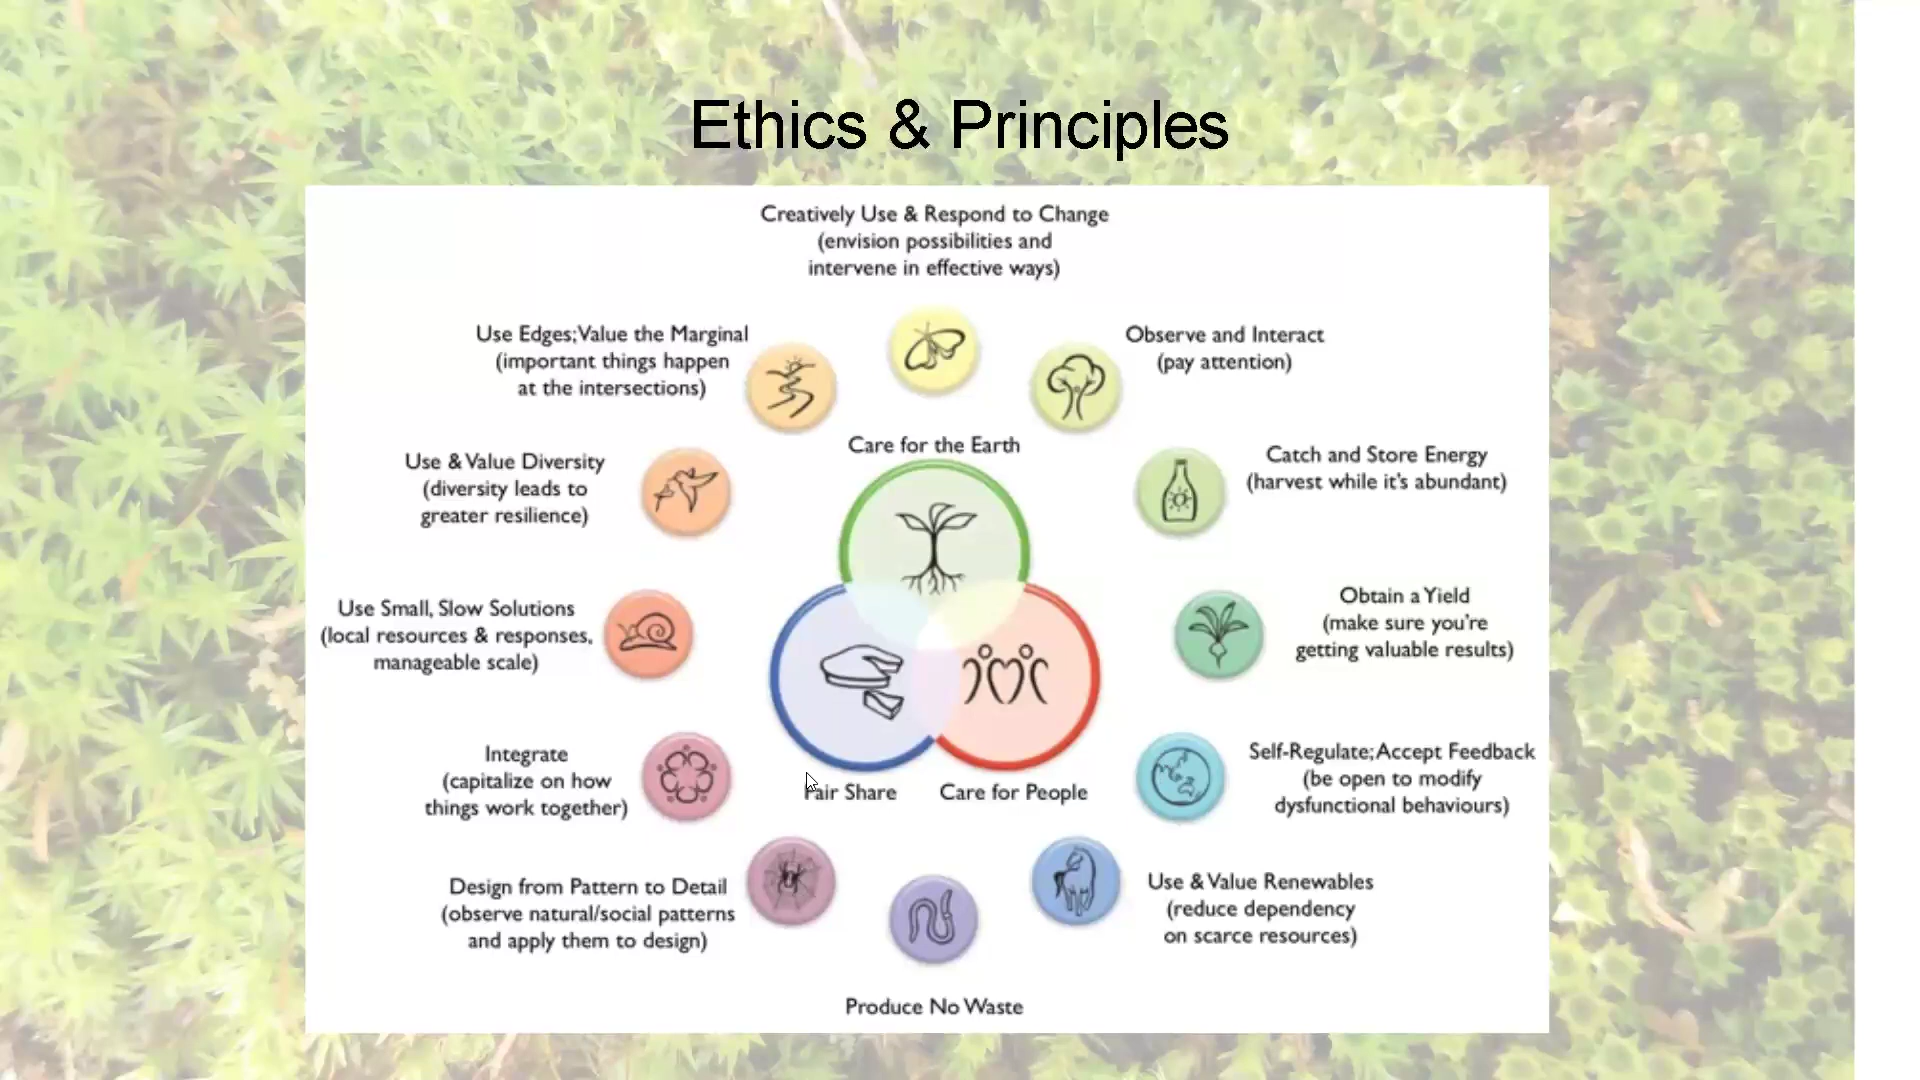 Ethics & Principles
Creatively Use & Respond to Change
(envision possibilities and
intervene in effective ways)
Use Edges; Value the Marginal
(important things happen
at the intersections)
Observe and Interact
(pay attention)
Care for the Earth
Use & Value Diversity
(diversity leads to
greater resilience)
Catch and Store Energy
(harvest while it's abundant)
Use Small, Slow Solutions
(local resources & responses,
manageable scale)
Obtain a Yield
(make sure you're
getting valuable results)
Integrate
(capitalize on how
things work together)
Fair Share
Care for People
Self-Regulate; Accept Feedback
(be open to modify
dysfunctional behaviours)
Design from Pattern to Detail
(observe natural/social patterns
and apply them to design)
Use & Value Renewables
(reduce dependency
on scarce resources)
Produce No Waste